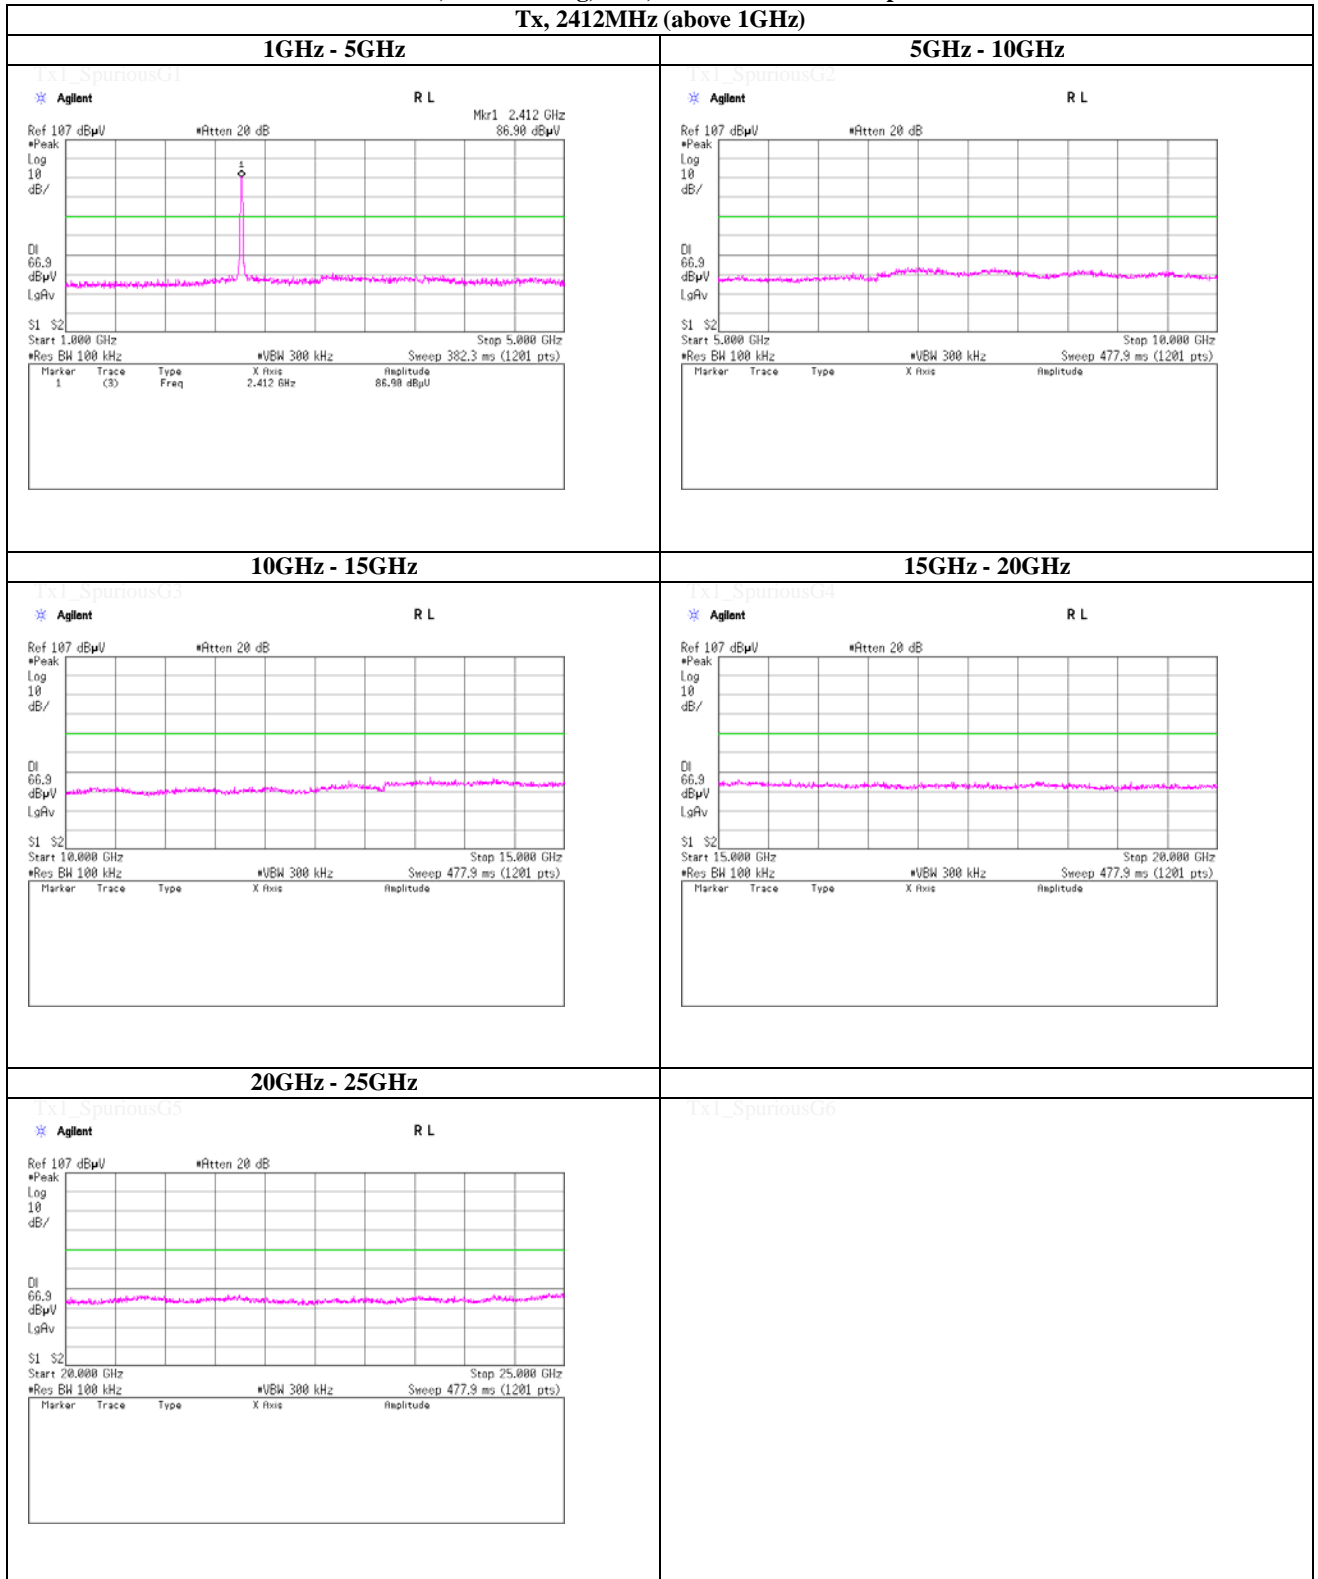 Tx, 2412MHz (above 1GHz)
1GHz - 5GHz
5GHz - 10GHz
Tx1_SpuriousG1
Agilent R L
Mkr1 2.412 GHz
Ref 107 dBµV #Atten 20 dB 86.90 dBµV
#Peak
Log
10
dB/
1
DI
66.9
dBµV
LgAv
S1 S2
Start 1.000 GHz Stop 5.000 GHz
#Res BW 100 kHz #VBW 300 kHz Sweep 382.3 ms (1201 pts)
Marker Trace Type X Axis Amplitude
1 (3) Freq 2.412 GHz 86.90 dBµV
Tx1_SpuriousG2
Agilent R L
Ref 107 dBµV #Atten 20 dB
#Peak
Log
10
dB/
DI
66.9
dBµV
LgAv
S1 S2
Start 5.000 GHz Stop 10.000 GHz
#Res BW 100 kHz #VBW 300 kHz Sweep 477.9 ms (1201 pts)
Marker Trace Type X Axis Amplitude
10GHz - 15GHz
15GHz - 20GHz
Tx1_SpuriousG3
Agilent R L
Ref 107 dBµV #Atten 20 dB
#Peak
Log
10
dB/
DI
66.9
dBµV
LgAv
S1 S2
Start 10.000 GHz Stop 15.000 GHz
#Res BW 100 kHz #VBW 300 kHz Sweep 477.9 ms (1201 pts)
Marker Trace Type X Axis Amplitude
Tx1_SpuriousG4
Agilent R L
Ref 107 dBµV #Atten 20 dB
#Peak
Log
10
dB/
DI
66.9
dBµV
LgAv
S1 S2
Start 15.000 GHz Stop 20.000 GHz
#Res BW 100 kHz #VBW 300 kHz Sweep 477.9 ms (1201 pts)
Marker Trace Type X Axis Amplitude
20GHz - 25GHz
Tx1_SpuriousG5
Agilent R L
Ref 107 dBµV #Atten 20 dB
#Peak
Log
10
dB/
DI
66.9
dBµV
LgAv
S1 S2
Start 20.000 GHz Stop 25.000 GHz
#Res BW 100 kHz #VBW 300 kHz Sweep 477.9 ms (1201 pts)
Marker Trace Type X Axis Amplitude
Tx1_SpuriousG6